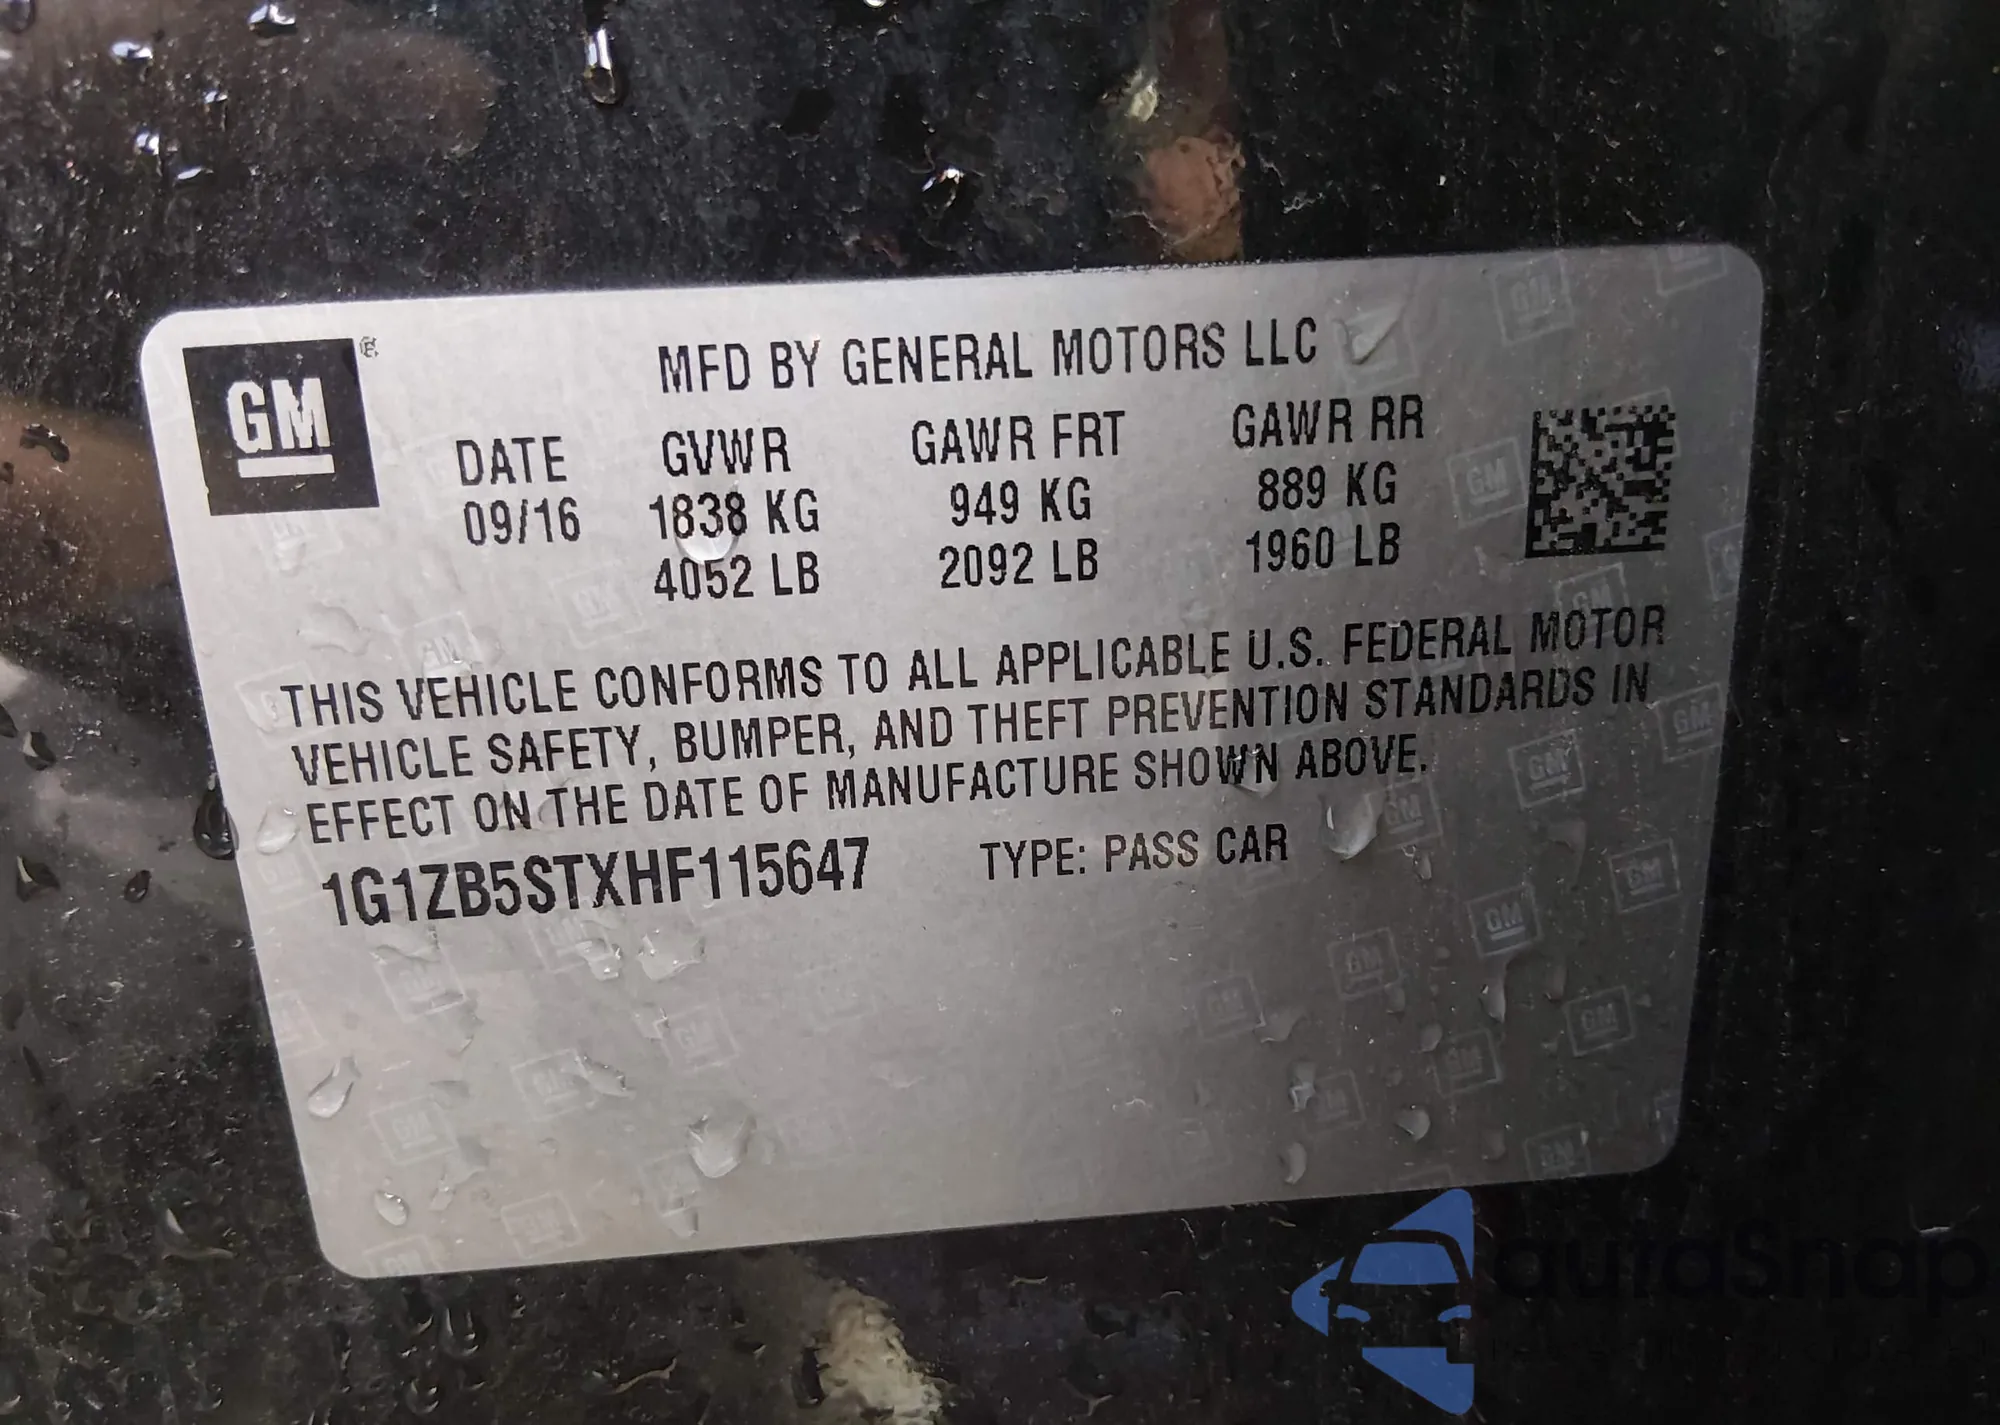 GM ®
MFD BY GENERAL MOTORS LLC
DATE GVWR GAWR FRT GAWR RR
09/16 1838 KG 949 KG 889 KG
4052 LB 2092 LB 1960 LB
THIS VEHICLE CONFORMS TO ALL APPLICABLE U.S. FEDERAL MOTOR
VEHICLE SAFETY, BUMPER, AND THEFT PREVENTION STANDARDS IN
EFFECT ON THE DATE OF MANUFACTURE SHOWN ABOVE.
1G1ZB5STXHF115647 TYPE: PASS CAR